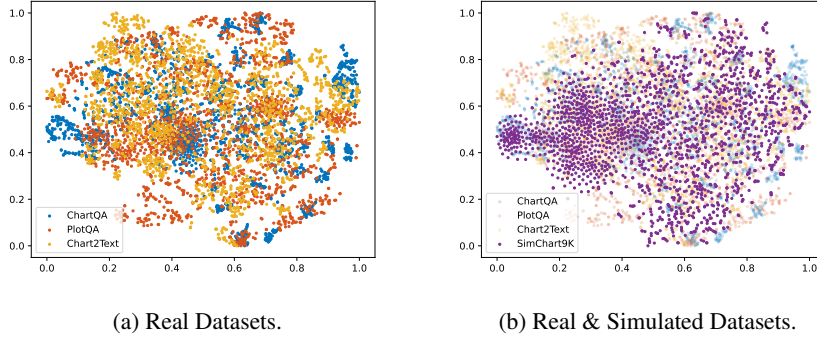 1.0
0.8
0.6
0.4
0.2
0.0
0.0 0.2 0.4 0.6 0.8 1.0
ChartQA
PlotQA
Chart2Text
(a) Real Datasets.
1.0
0.8
0.6
0.4
0.2
0.0
0.0 0.2 0.4 0.6 0.8 1.0
ChartQA
PlotQA
Chart2Text
SimChart9K
(b) Real & Simulated Datasets.